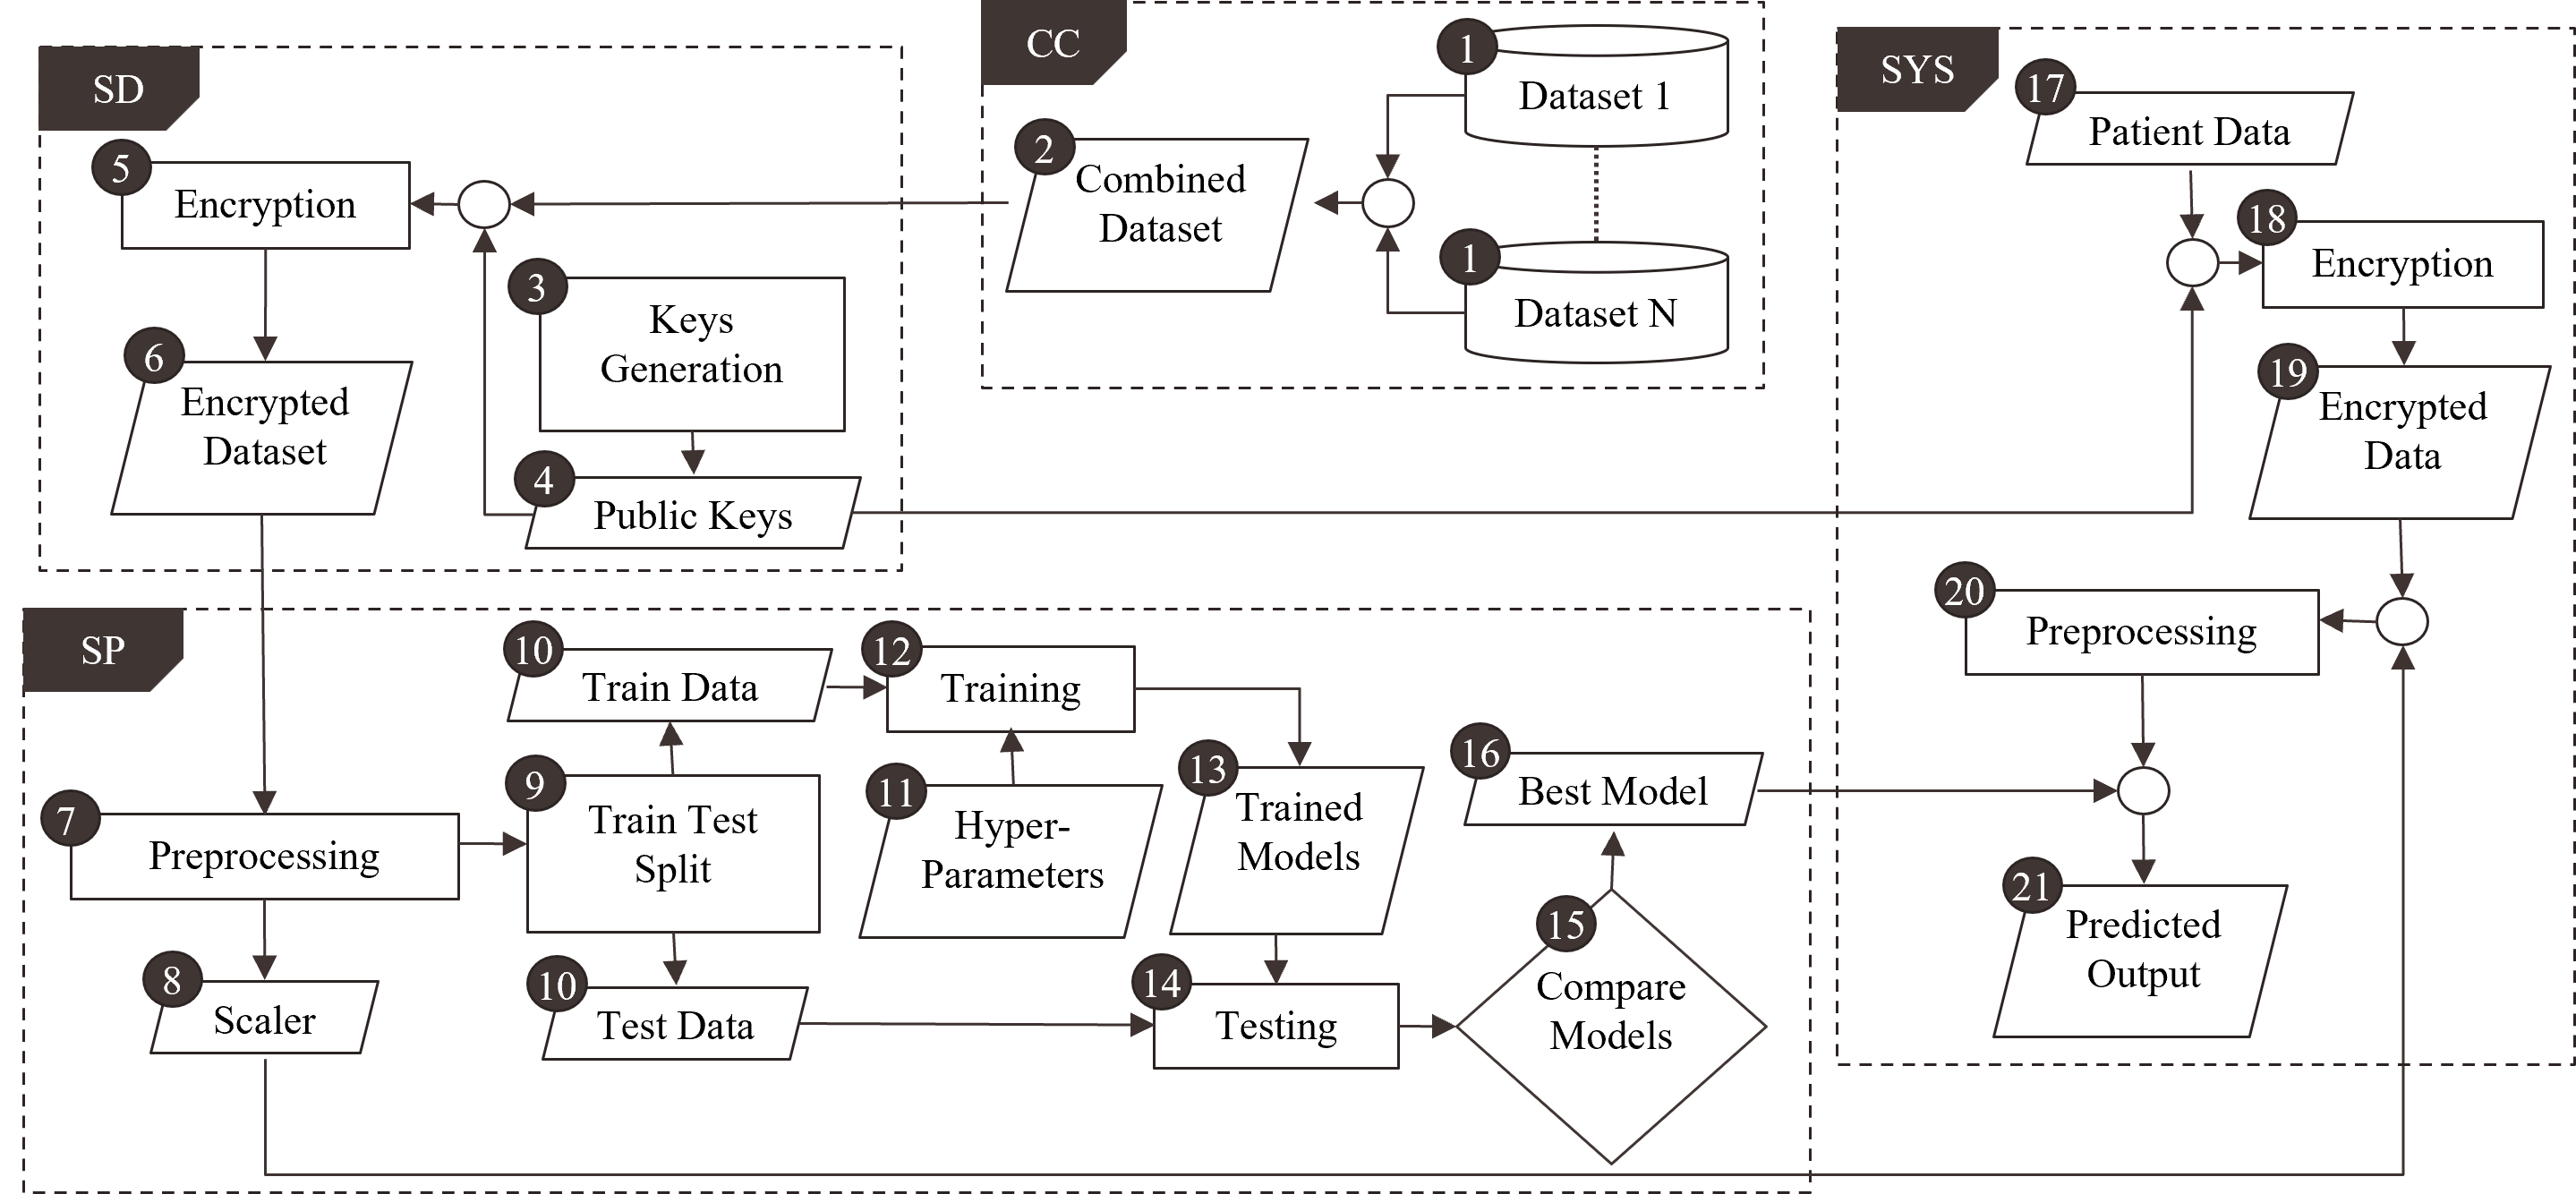 SD
5
Encryption
6
Encrypted
Dataset
3
Keys
Generation
4
Public Keys
CC
1
Dataset 1
1
Dataset N
2
Combined
Dataset
SYS
17
Patient Data
18
Encryption
19
Encrypted
Data
20
Preprocessing
21
Predicted
Output
SP
7
Preprocessing
8
Scaler
9
Train Test
Split
10
Train Data
10
Test Data
11
Hyper-
Parameters
12
Training
13
Trained
Models
14
Testing
15
Compare
Models
16
Best Model